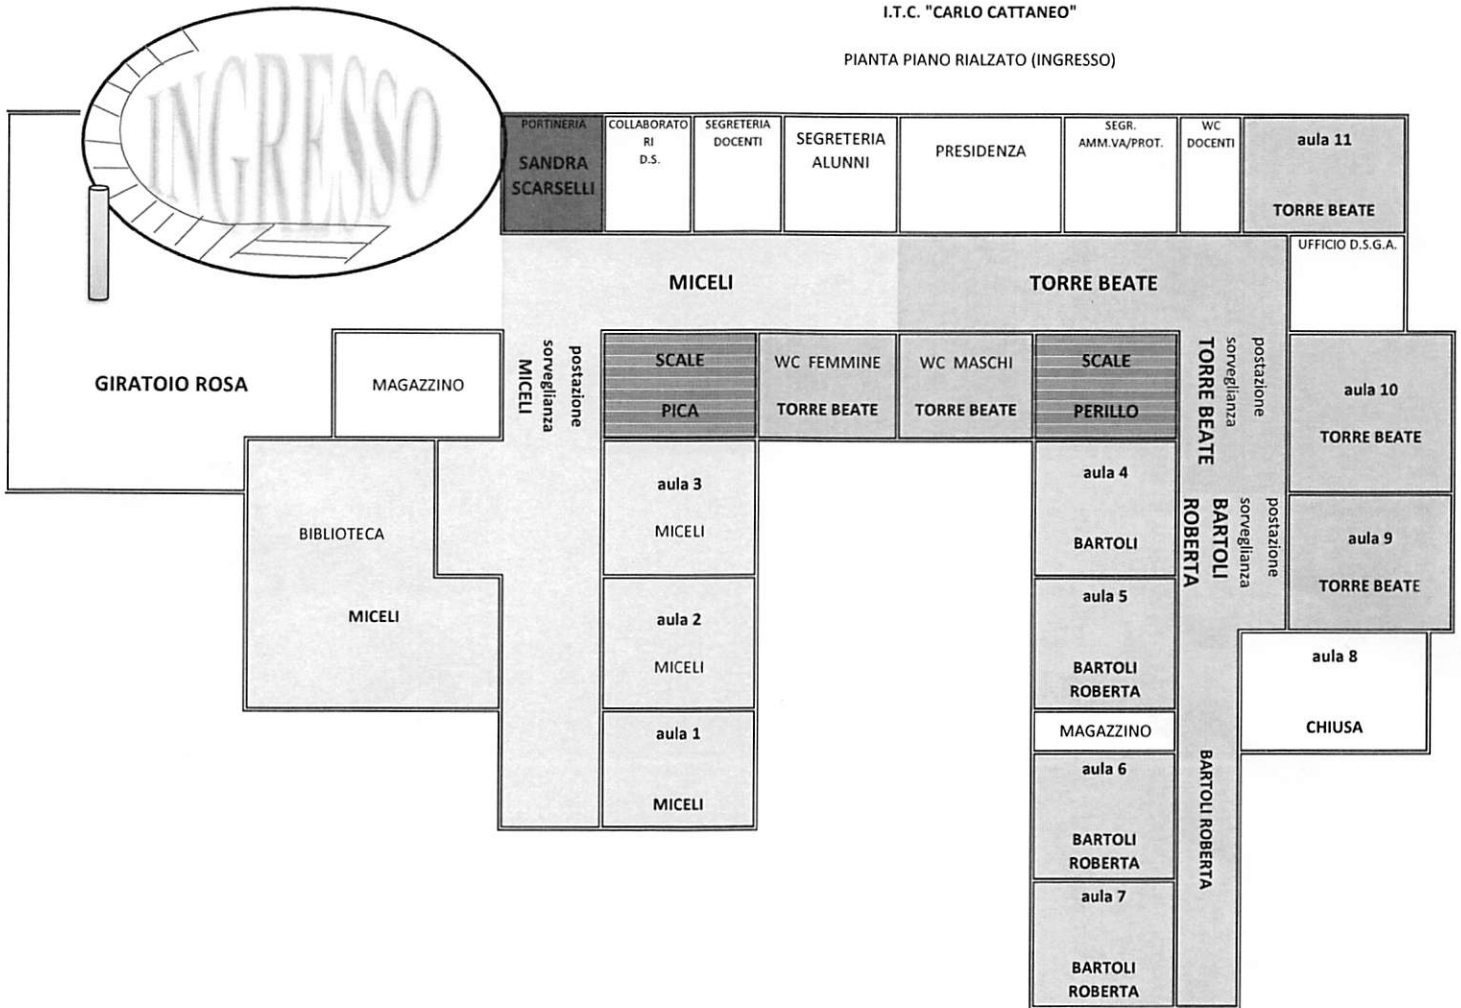 I.T.C. "CARLO CATTANEO"
PIANTA PIANO RIALZATO (INGRESSO)
INGRESSO
PORTINERIA
SANDRA
SCARSELLI
COLLABORATO
RI
D.S.
SEGRETERIA
DOCENTI
SEGRETERIA
ALUNNI
PRESIDENZA
SEGR.
AMM.VA/PROT.
WC
DOCENTI
aula 11
TORRE BEATE
UFFICIO D.S.G.A.
MICELI
TORRE BEATE
GIRATOIO ROSA
MAGAZZINO
postazione
sorveglianza
MICELI
SCALE
PICA
WC FEMMINE
TORRE BEATE
WC MASCHI
TORRE BEATE
SCALE
PERILLO
postazione
sorveglianza
TORRE BEATE
aula 10
TORRE BEATE
BIBLIOTECA
MICELI
aula 3
MICELI
aula 4
BARTOLI
postazione
sorveglianza
BARTOLI
ROBERTA
aula 9
TORRE BEATE
aula 2
MICELI
aula 5
BARTOLI
ROBERTA
aula 8
CHIUSA
aula 1
MICELI
MAGAZZINO
aula 6
BARTOLI
ROBERTA
BARTOLI ROBERTA
aula 7
BARTOLI
ROBERTA